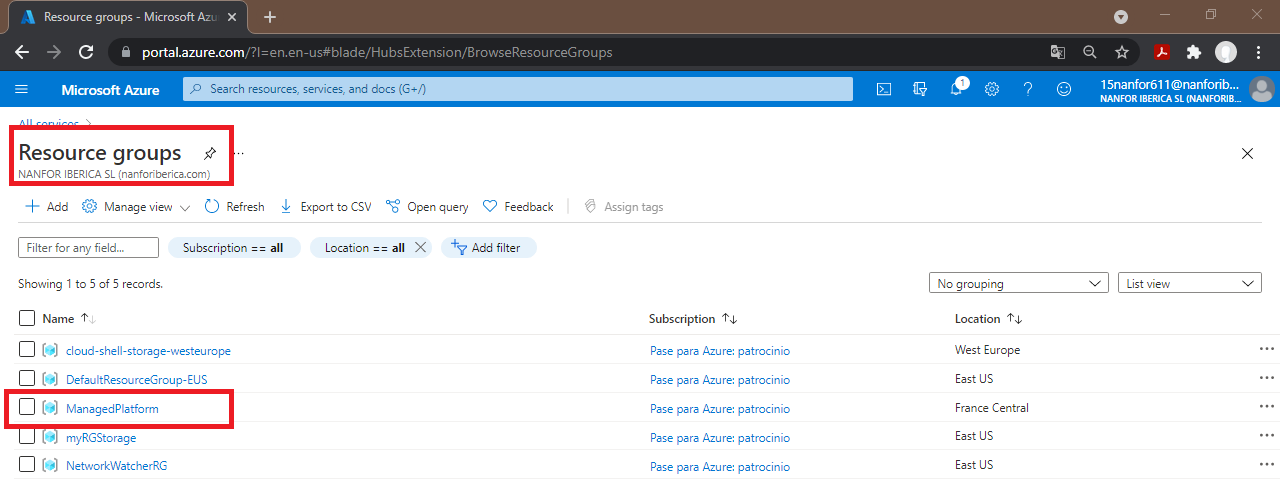 Resource groups - Microsoft Azu
portal.azure.com/?l=en.en-us#blade/HubsExtension/BrowseResourceGroups
Microsoft Azure
Search resources, services, and docs (G+/)
1
15nanfor611@nanforib...
NANFOR IBERICA SL (NANFORIB...
All services
Resource groups
NANFOR IBERICA SL (nanforiberica.com)
Add Manage view Refresh Export to CSV Open query Feedback Assign tags
Filter for any field... Subscription == all Location == all Add filter
Showing 1 to 5 of 5 records. No grouping List view
Name Subscription Location
cloud-shell-storage-westeurope Pase para Azure: patrocinio West Europe
DefaultResourceGroup-EUS Pase para Azure: patrocinio East US
ManagedPlatform Pase para Azure: patrocinio France Central
myRGStorage Pase para Azure: patrocinio East US
NetworkWatcherRG Pase para Azure: patrocinio East US